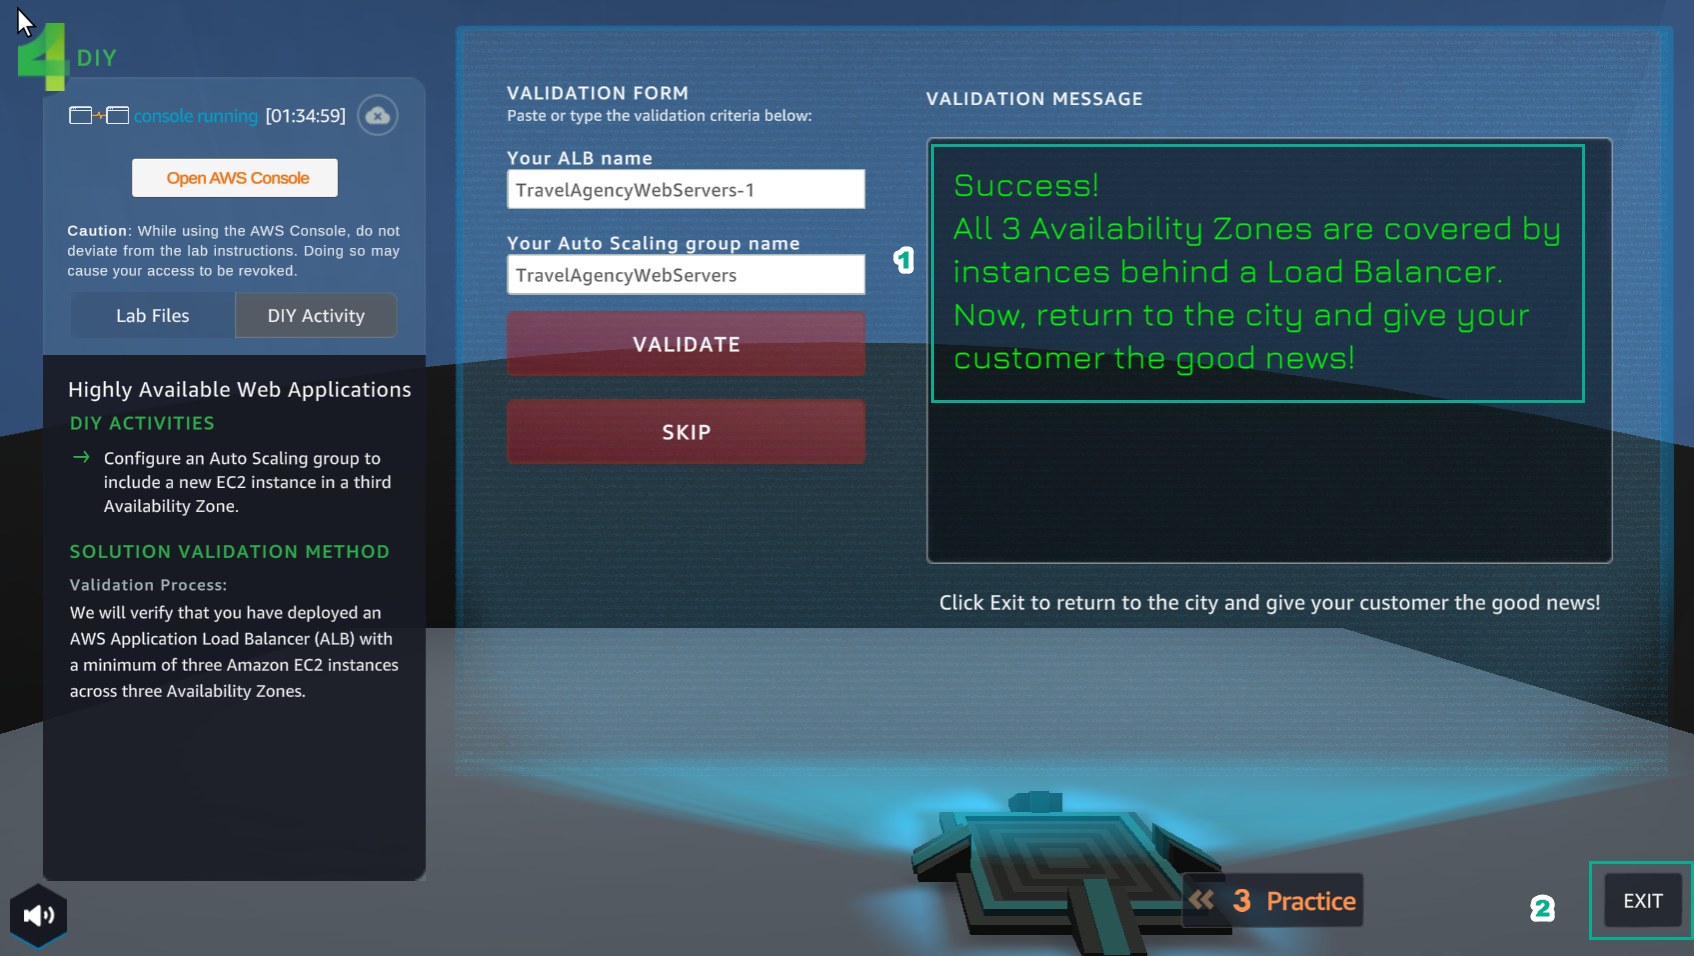 4 DIY
console running [01:34:59]
Open AWS Console
Caution: While using the AWS Console, do not
deviate from the lab instructions. Doing so may
cause your access to be revoked.
Lab Files
DIY Activity
Highly Available Web Applications
DIY ACTIVITIES
→ Configure an Auto Scaling group to
include a new EC2 instance in a third
Availability Zone.
SOLUTION VALIDATION METHOD
Validation Process:
We will verify that you have deployed an
AWS Application Load Balancer (ALB) with
a minimum of three Amazon EC2 instances
across three Availability Zones.
VALIDATION FORM
Paste or type the validation criteria below:
Your ALB name
TravelAgencyWebServers-1
Your Auto Scaling group name
TravelAgencyWebServers
VALIDATE
SKIP
1
VALIDATION MESSAGE
Success!
All 3 Availability Zones are covered by
instances behind a Load Balancer.
Now, return to the city and give your
customer the good news!
Click Exit to return to the city and give your customer the good news!
« 3 Practice
2
EXIT